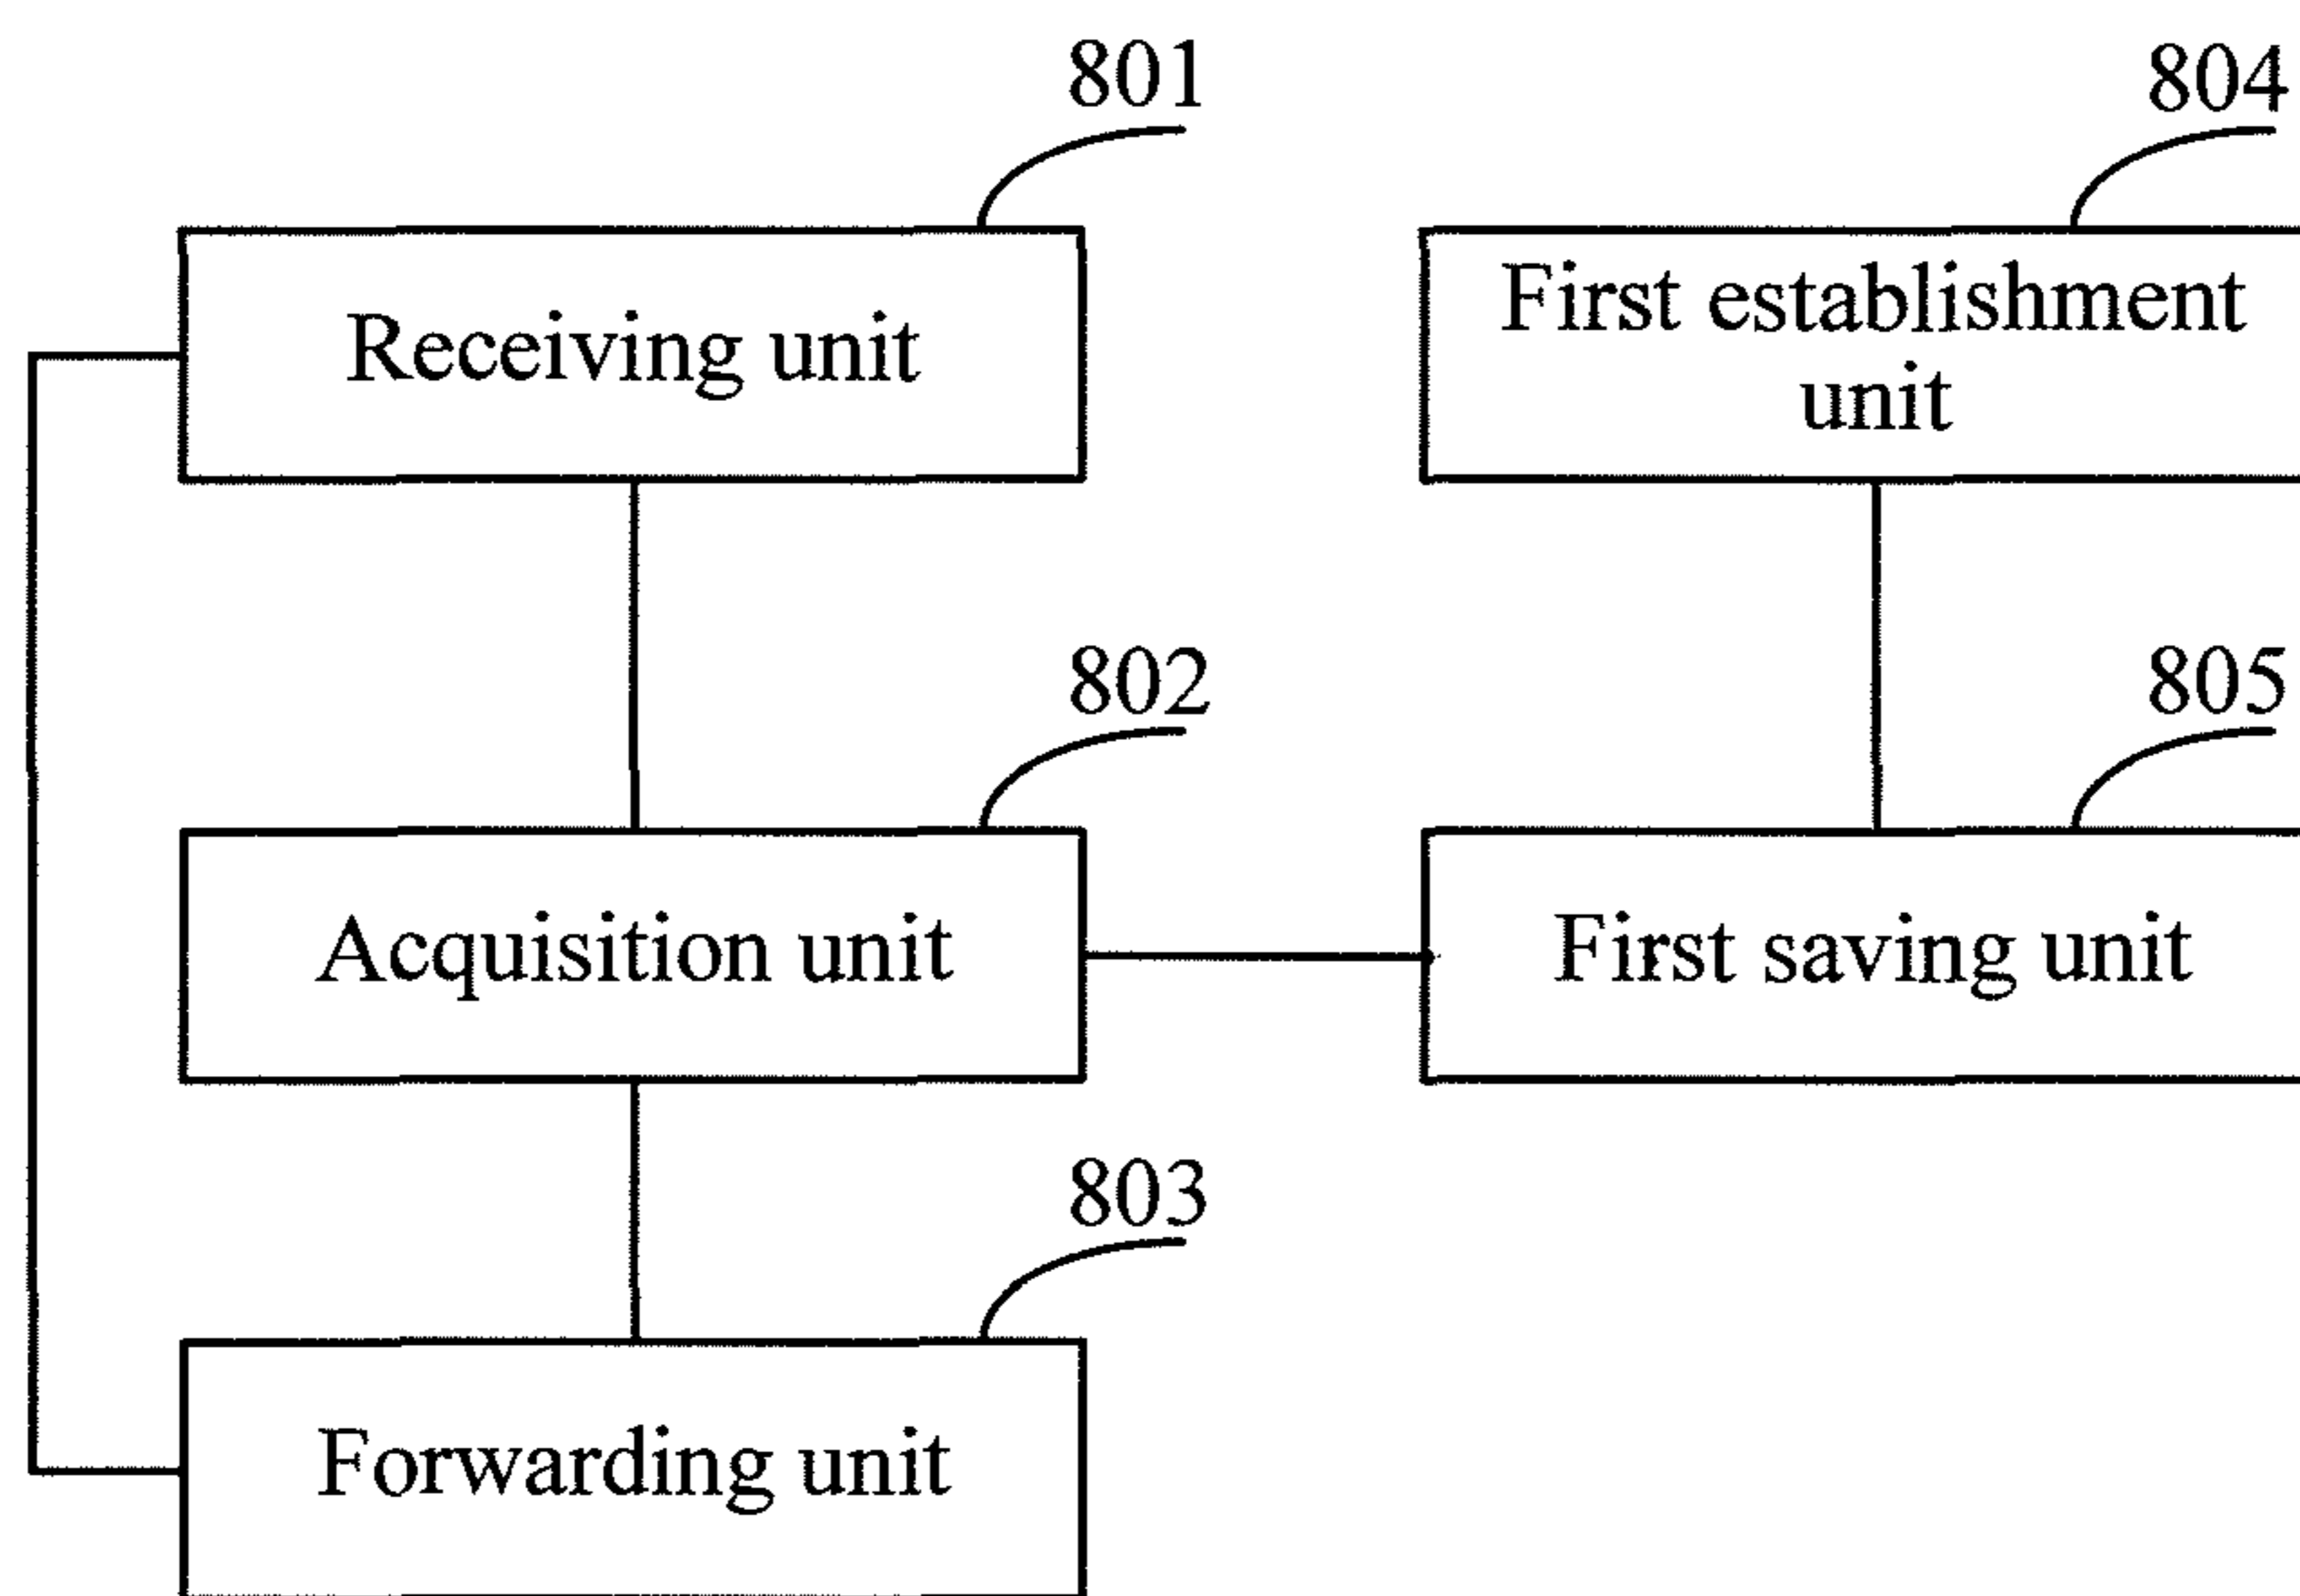 801
804
Receiving unit
First establishment
unit
802
805
Acquisition unit
First saving unit
803
Forwarding unit